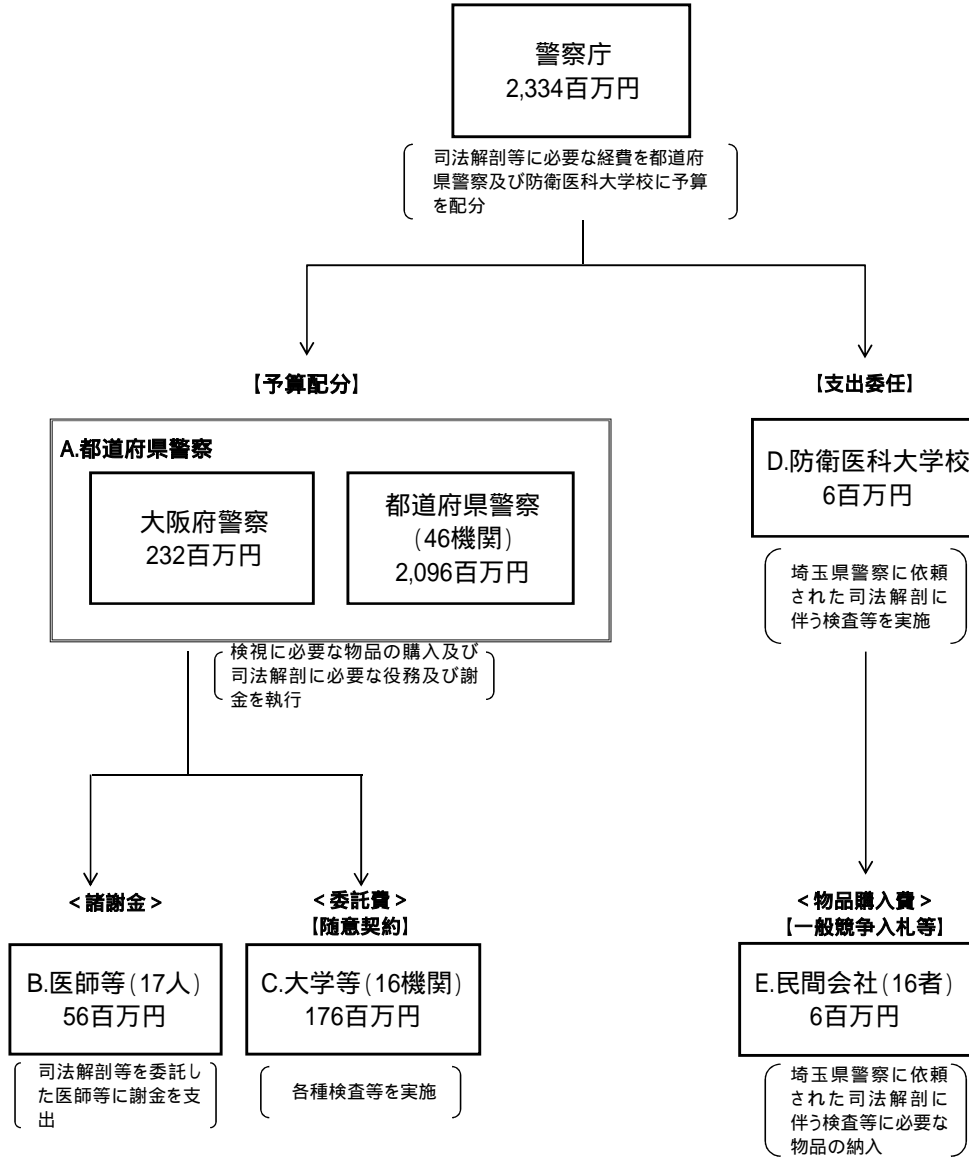 警察庁
2,334百万円
司法解剖等に必要な経費を都道府
県警察及び防衛医科大学校に予算
を配分
【予算配分】
【支出委任】
A.都道府県警察
大阪府警察
232百万円
都道府県警察
(46機関)
2,096百万円
D.防衛医科大学校
6百万円
埼玉県警察に依頼
された司法解剖に
伴う検査等を実施
検視に必要な物品の購入及び
司法解剖に必要な役務及び謝
金を執行
<諸謝金>
<委託費>
【随意契約】
<物品購入費>
【一般競争入札等】
B.医師等(17人)
56百万円
C.大学等(16機関)
176百万円
E.民間会社(16者)
6百万円
司法解剖等を委託し
た医師等に謝金を支
出
各種検査等を実施
埼玉県警察に依頼
された司法解剖に
伴う検査等に必要な
物品の納入